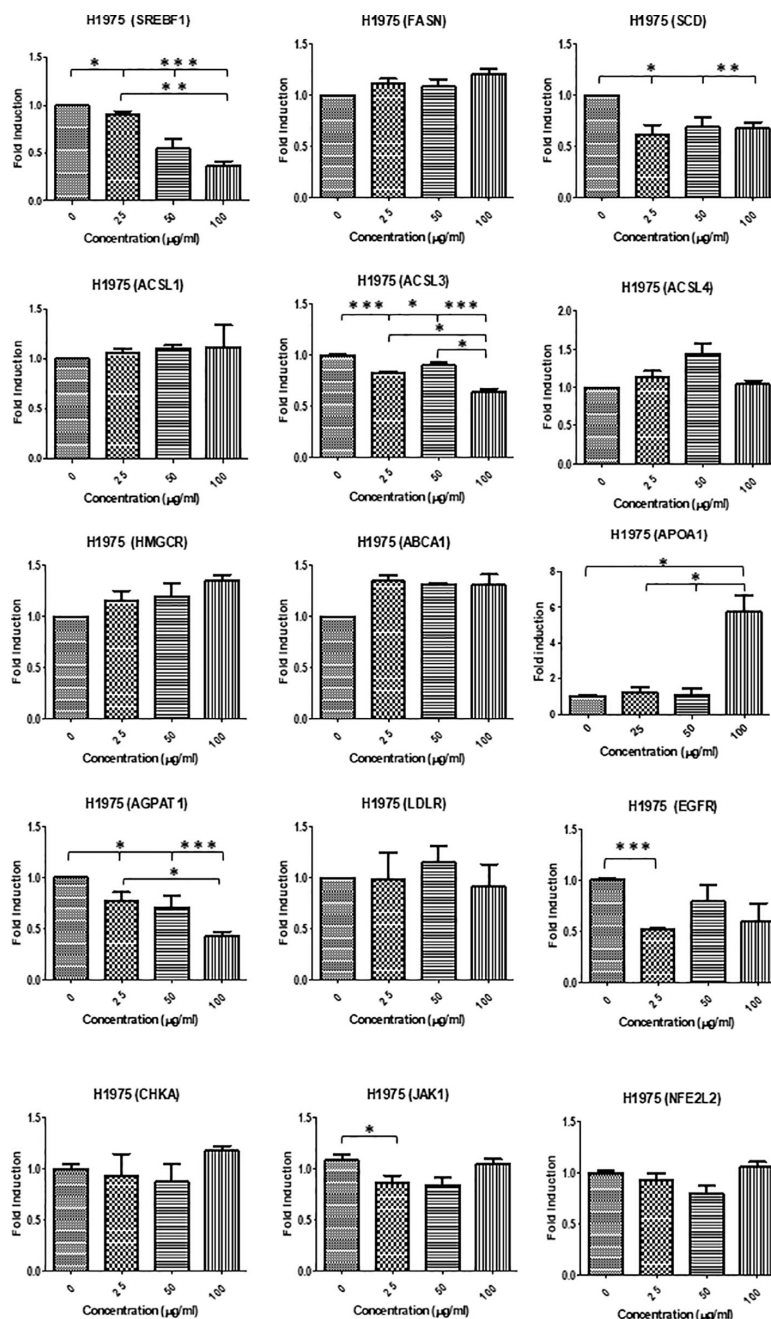 H1975 (SREBF1)
* ***
**
Fold Induction
1.5
1.0
0.5
0.0
0 25 50 100
Concentration (µg/ml)
H1975 (FASN)
Fold Induction
1.5
1.0
0.5
0.0
0 25 50 100
Concentration (µg/ml)
H1975 (SCD)
* **
Fold Induction
1.5
1.0
0.5
0.0
0 25 50 100
Concentration (µg/ml)
H1975 (ACSL1)
Fold Induction
1.5
1.0
0.5
0.0
0 25 50 100
Concentration (µg/ml)
H1975 (ACSL3)
*** * ***
*
*
Fold Induction
1.5
1.0
0.5
0.0
0 25 50 100
Concentration (µg/ml)
H1975 (ACSL4)
Fold Induction
2.0
1.5
1.0
0.5
0.0
0 25 50 100
Concentration (µg/ml)
H1975 (HMGCR)
Fold Induction
1.5
1.0
0.5
0.0
0 25 50 100
Concentration (µg/ml)
H1975 (ABCA1)
Fold Induction
1.5
1.0
0.5
0.0
0 25 50 100
Concentration (µg/ml)
H1975 (APOA1)
*
*
Fold induction
8
6
4
2
0
0 25 50 100
Concentration (µg/ml)
H1975 (AGPAT1)
* ***
*
Fold Induction
1.5
1.0
0.5
0.0
0 25 50 100
Concentration (µg/ml)
H1975 (LDLR)
Fold Induction
1.5
1.0
0.5
0.0
0 25 50 100
Concentration (µg/ml)
H1975 (EGFR)
***
Fold Induction
1.5
1.0
0.5
0.0
0 25 50 100
Concentration (µg/ml)
H1975 (CHKA)
Fold Induction
1.5
1.0
0.5
0.0
0 25 50 100
Concentration (µg/ml)
H1975 (JAK1)
*
Fold Induction
1.5
1.0
0.5
0.0
0 25 50 100
Concentration (µg/ml)
H1975 (NFE2L2)
Fold Induction
1.5
1.0
0.5
0.0
0 25 50 100
Concentration (µg/ml)